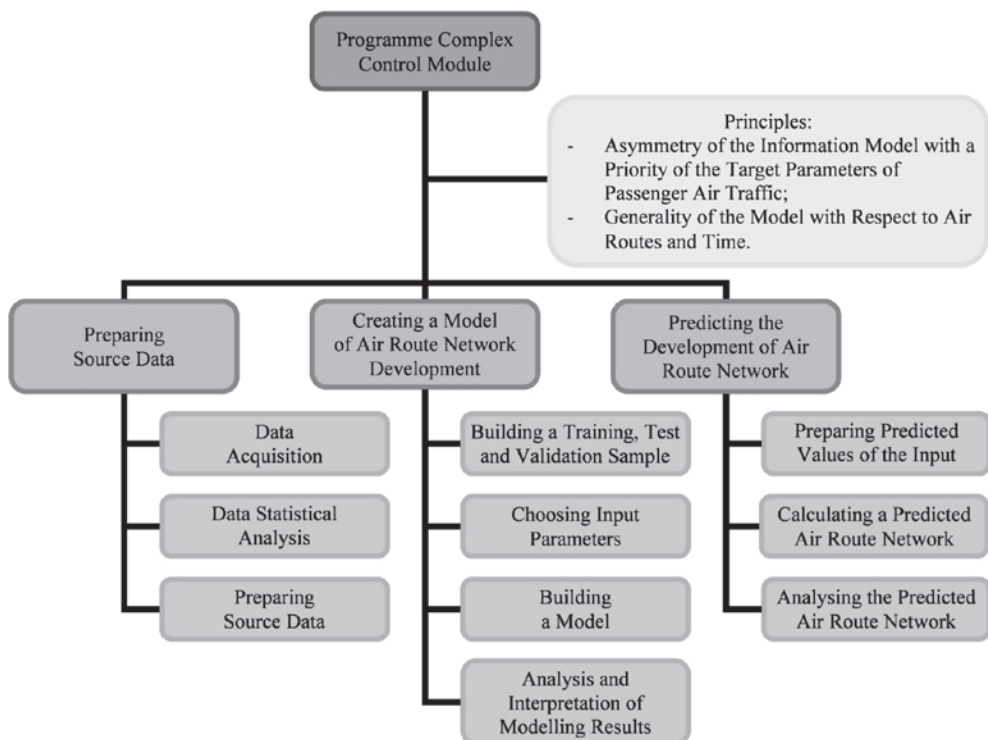 Programme Complex
Control Module
Principles:
- Asymmetry of the Information Model with a
Priority of the Target Parameters of
Passenger Air Traffic;
- Generality of the Model with Respect to Air
Routes and Time.
Preparing
Source Data
Data
Acquisition
Data Statistical
Analysis
Preparing
Source Data
Creating a Model
of Air Route Network
Development
Building a Training, Test
and Validation Sample
Choosing Input
Parameters
Building
a Model
Analysis and
Interpretation of
Modelling Results
Predicting the
Development of Air
Route Network
Preparing Predicted
Values of the Input
Calculating a Predicted
Air Route Network
Analysing the Predicted
Air Route Network